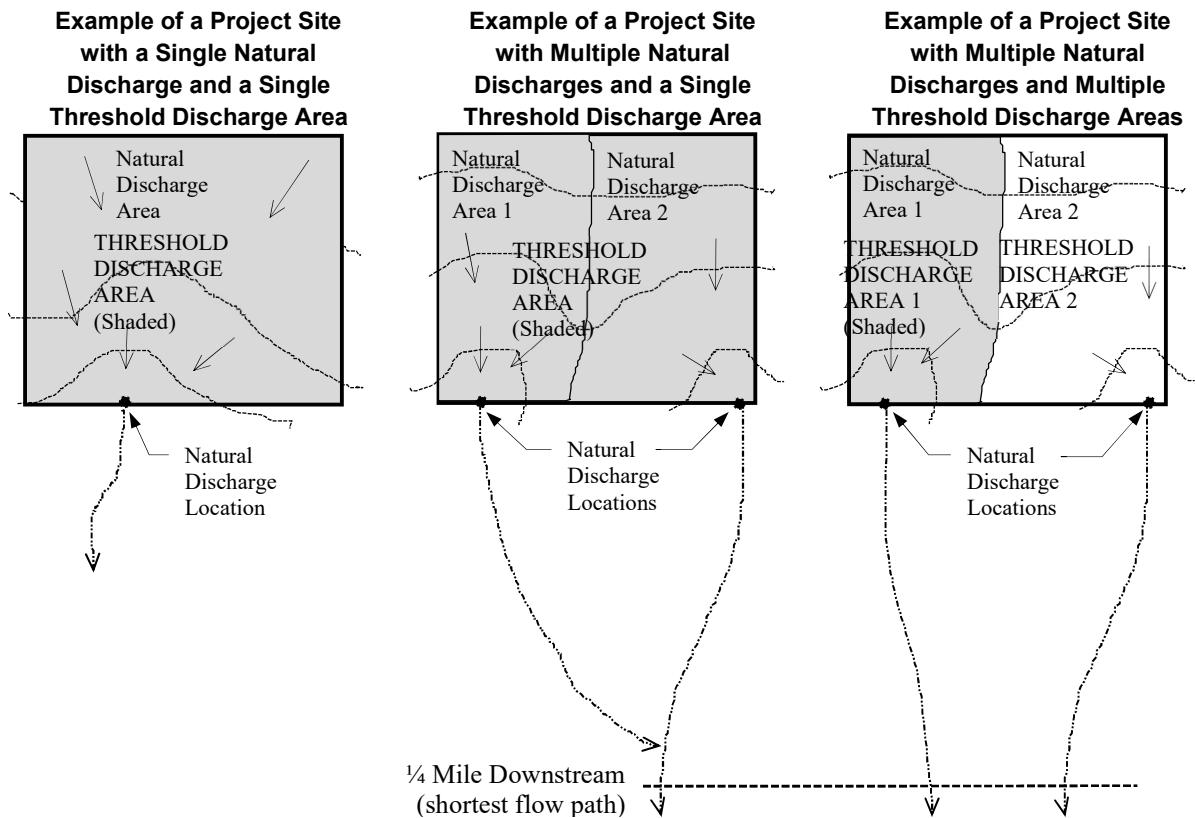 Example of a Project Site
with a Single Natural
Discharge and a Single
Threshold Discharge Area
Natural
Discharge
Area
THRESHOLD
DISCHARGE
AREA
(Shaded)
Natural
Discharge
Location
Example of a Project Site
with Multiple Natural
Discharges and a Single
Threshold Discharge Area
Natural
Discharge
Area 1
Natural
Discharge
Area 2
THRESHOLD
DISCHARGE
AREA
(Shaded)
Natural
Discharge
Locations
Example of a Project Site
with Multiple Natural
Discharges and Multiple
Threshold Discharge Areas
Natural
Discharge
Area 1
Natural
Discharge
Area 2
THRESHOLD
DISCHARGE
AREA 1
(Shaded)
THRESHOLD
DISCHARGE
AREA 2
Natural
Discharge
Locations
¼ Mile Downstream
(shortest flow path)